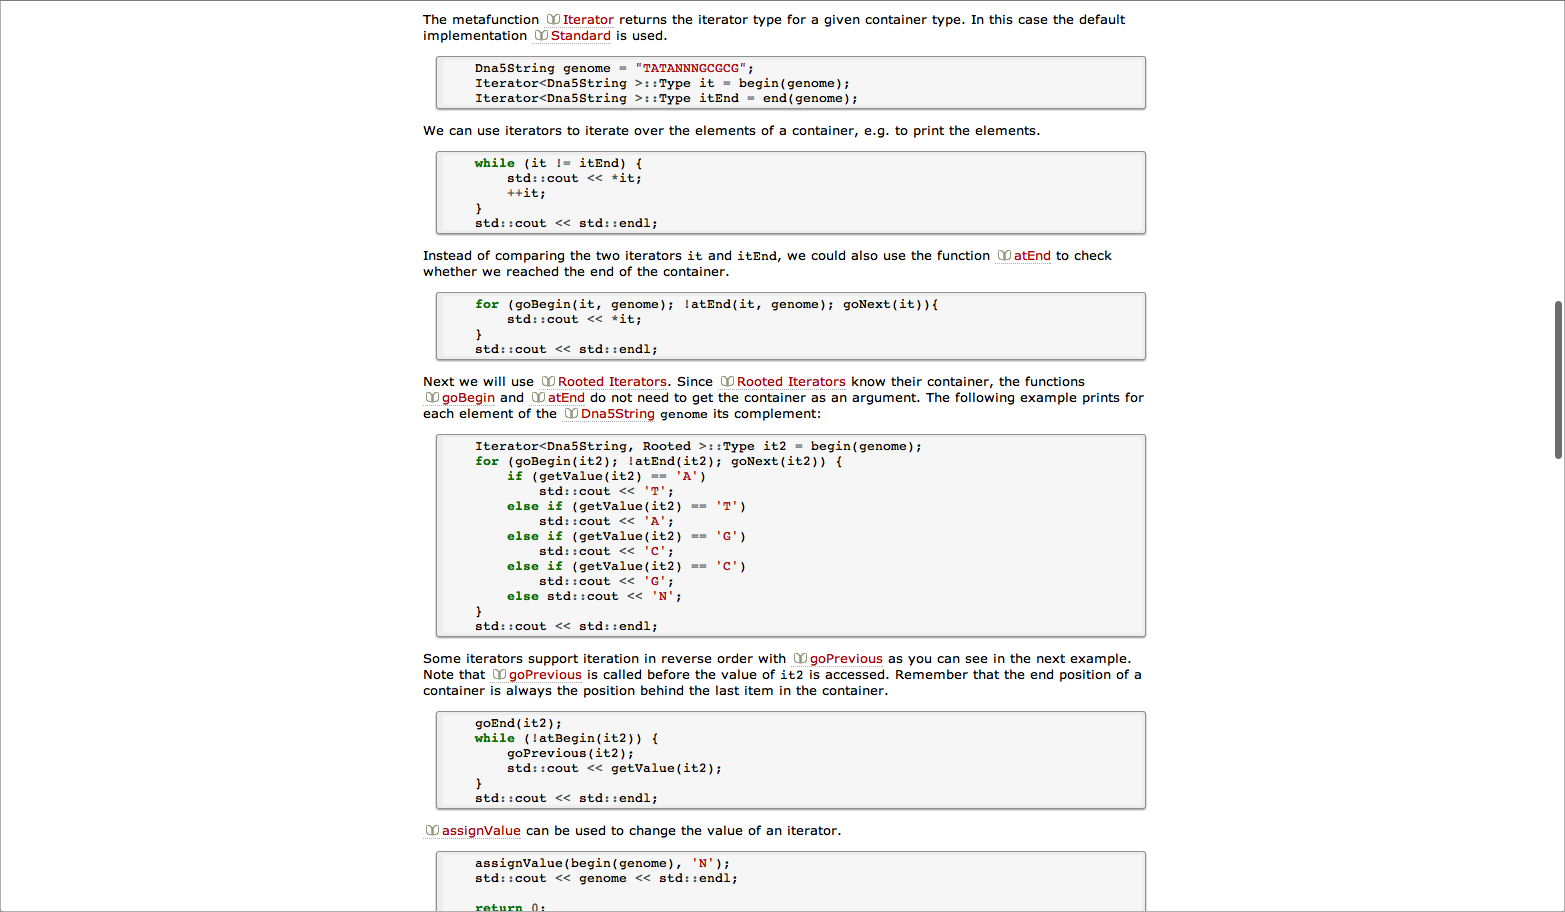 The metafunction Iterator returns the iterator type for a given container type. In this case the default
implementation Standard is used.
Dna5String genome = "TATANNNGCGCG";
Iterator<Dna5String >::Type it = begin(genome);
Iterator<Dna5String >::Type itEnd = end(genome);
We can use iterators to iterate over the elements of a container, e.g. to print the elements.
while (it != itEnd) {
std::cout << *it;
++it;
}
std::cout << std::endl;
Instead of comparing the two iterators it and itEnd, we could also use the function atEnd to check
whether we reached the end of the container.
for (goBegin(it, genome); !atEnd(it, genome); goNext(it)){
std::cout << *it;
}
std::cout << std::endl;
Next we will use Rooted Iterators. Since Rooted Iterators know their container, the functions
goBegin and atEnd do not need to get the container as an argument. The following example prints for
each element of the Dna5String genome its complement:
Iterator<Dna5String, Rooted >::Type it2 = begin(genome);
for (goBegin(it2); !atEnd(it2); goNext(it2)) {
if (getValue(it2) == 'A')
std::cout << 'T';
else if (getValue(it2) == 'T')
std::cout << 'A';
else if (getValue(it2) == 'G')
std::cout << 'C';
else if (getValue(it2) == 'C')
std::cout << 'G';
else std::cout << 'N';
}
std::cout << std::endl;
Some iterators support iteration in reverse order with goPrevious as you can see in the next example.
Note that goPrevious is called before the value of it2 is accessed. Remember that the end position of a
container is always the position behind the last item in the container.
goEnd(it2);
while (!atBegin(it2)) {
goPrevious(it2);
std::cout << getValue(it2);
}
std::cout << std::endl;
assignValue can be used to change the value of an iterator.
assignValue(begin(genome), 'N');
std::cout << genome << std::endl;
return 0;